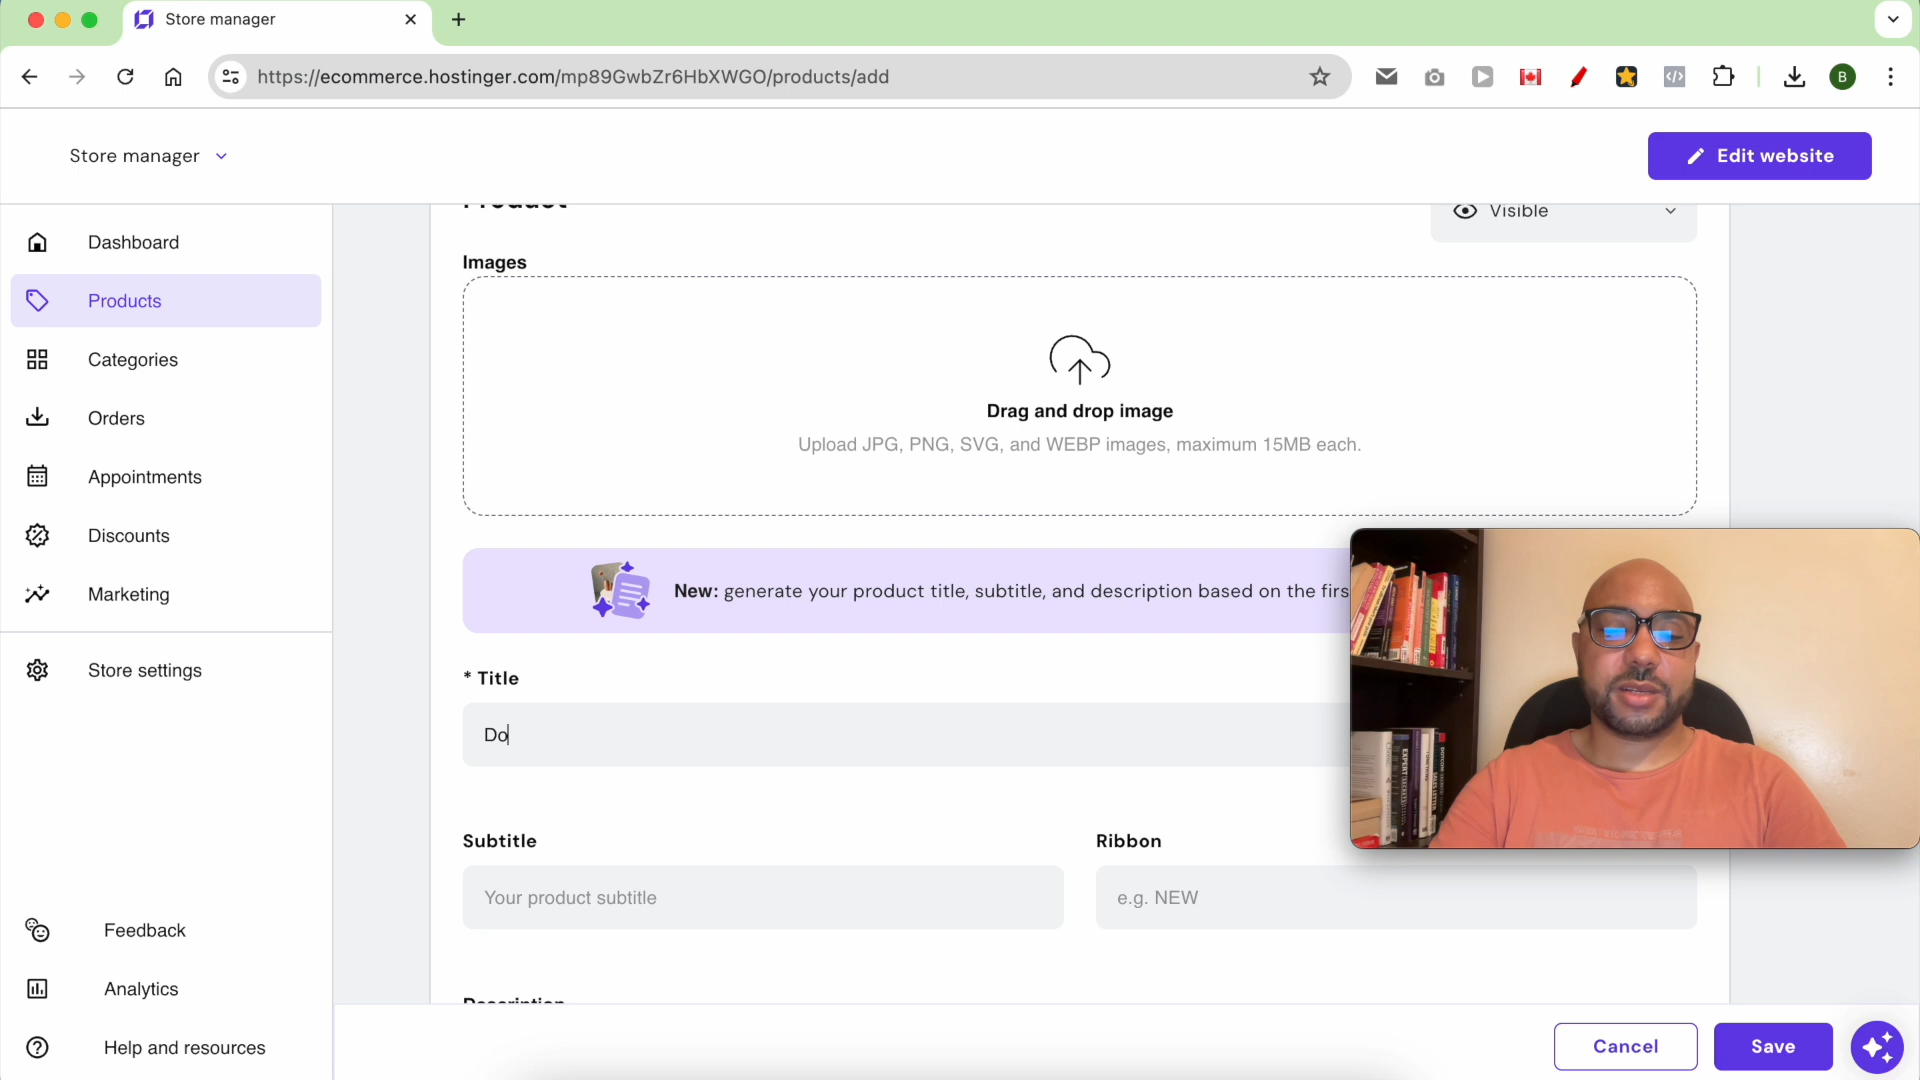 Store manager
https://ecommerce.hostinger.com/mp89GwbZr6HbXWGO/products/add
B
Store manager
Edit website
Dashboard
Products
Categories
Orders
Appointments
Discounts
Marketing
Store settings
Feedback
Analytics
Help and resources
Product
Visible
Images
Drag and drop image
Upload JPG, PNG, SVG, and WEBP images, maximum 15MB each.
New: generate your product title, subtitle, and description based on the firs
* Title
Do
Subtitle
Ribbon
Your product subtitle
e.g. NEW
Description
Cancel
Save